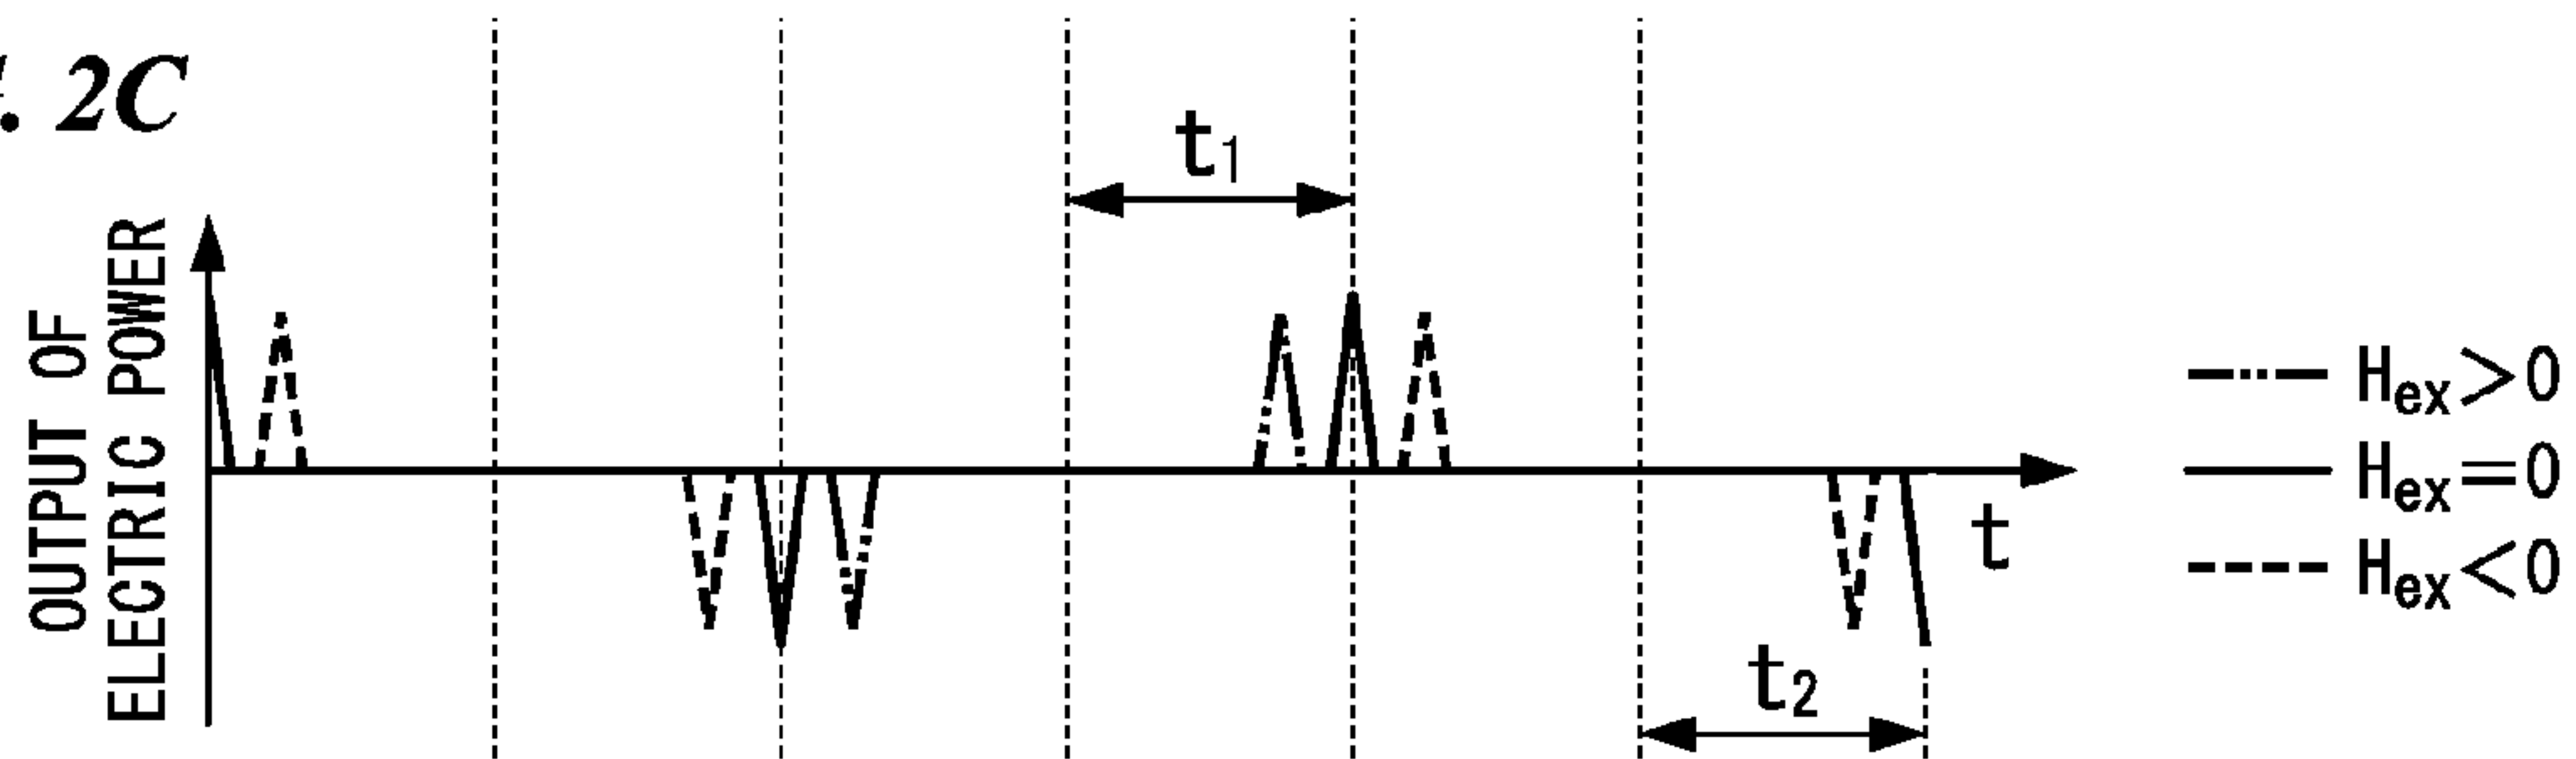 . 2C
t1
OUTPUT OF
ELECTRIC POWER
t
t2
Hex>0
Hex=0
Hex<0